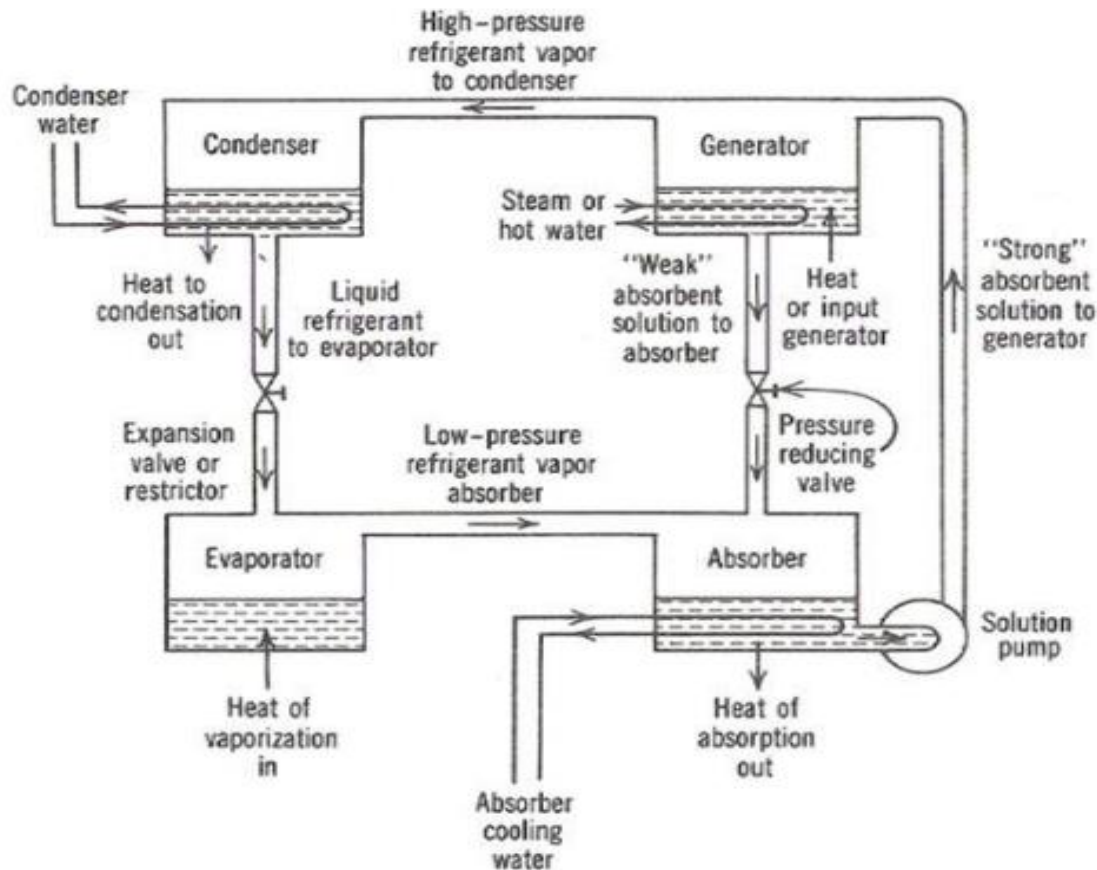 High-pressure
refrigerant vapor
to condenser
Condenser
water
Condenser
Generator
Steam or
hot water
"Strong"
absorbent
solution to
generator
Heat to
condensation
out
Liquid
refrigerant
to evaporator
"Weak"
absorbent
solution to
absorber
Heat
or input
generator
Expansion
valve or
restrictor
Low-pressure
refrigerant vapor
absorber
Pressure
reducing
valve
Evaporator
Absorber
Solution
pump
Heat of
vaporization
in
Heat of
absorption
out
Absorber
cooling
water